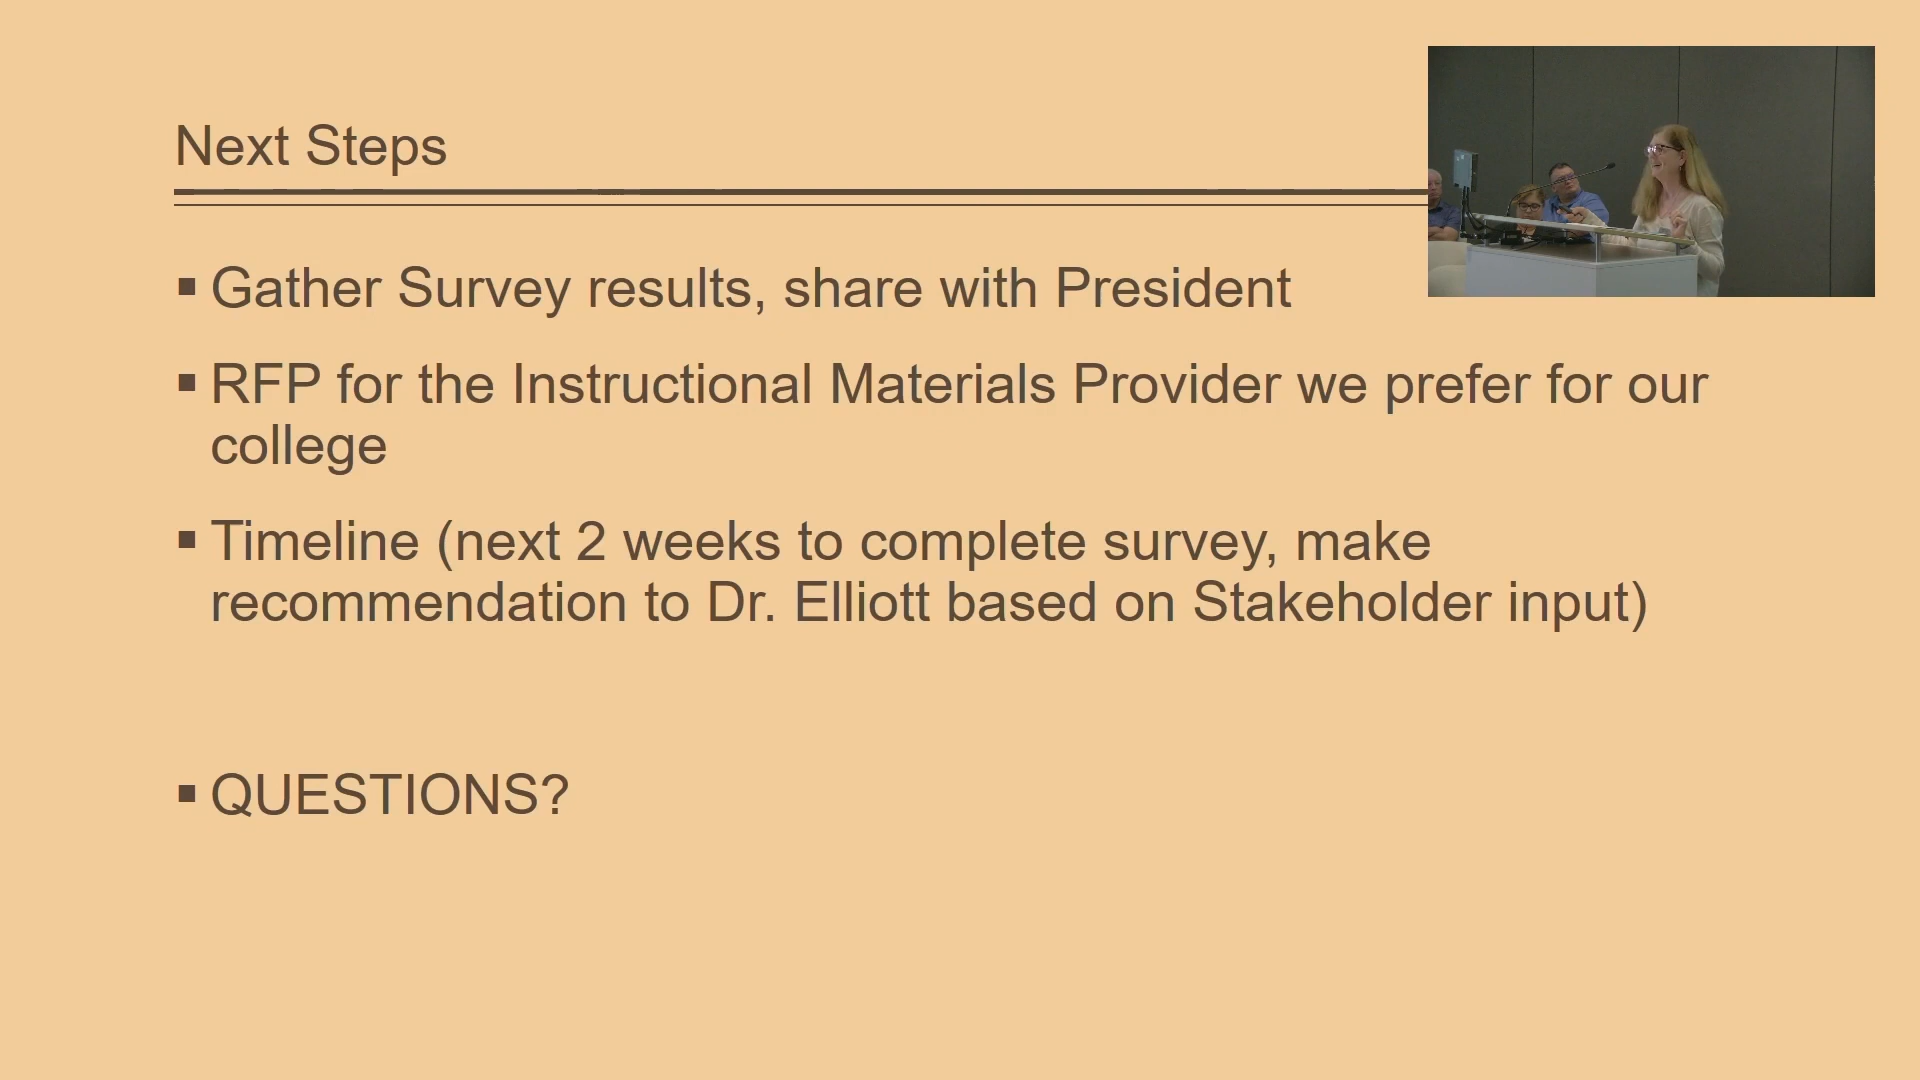 Next Steps
▪ Gather Survey results, share with President
▪ RFP for the Instructional Materials Provider we prefer for our
college
▪ Timeline (next 2 weeks to complete survey, make
recommendation to Dr. Elliott based on Stakeholder input)
▪ QUESTIONS?